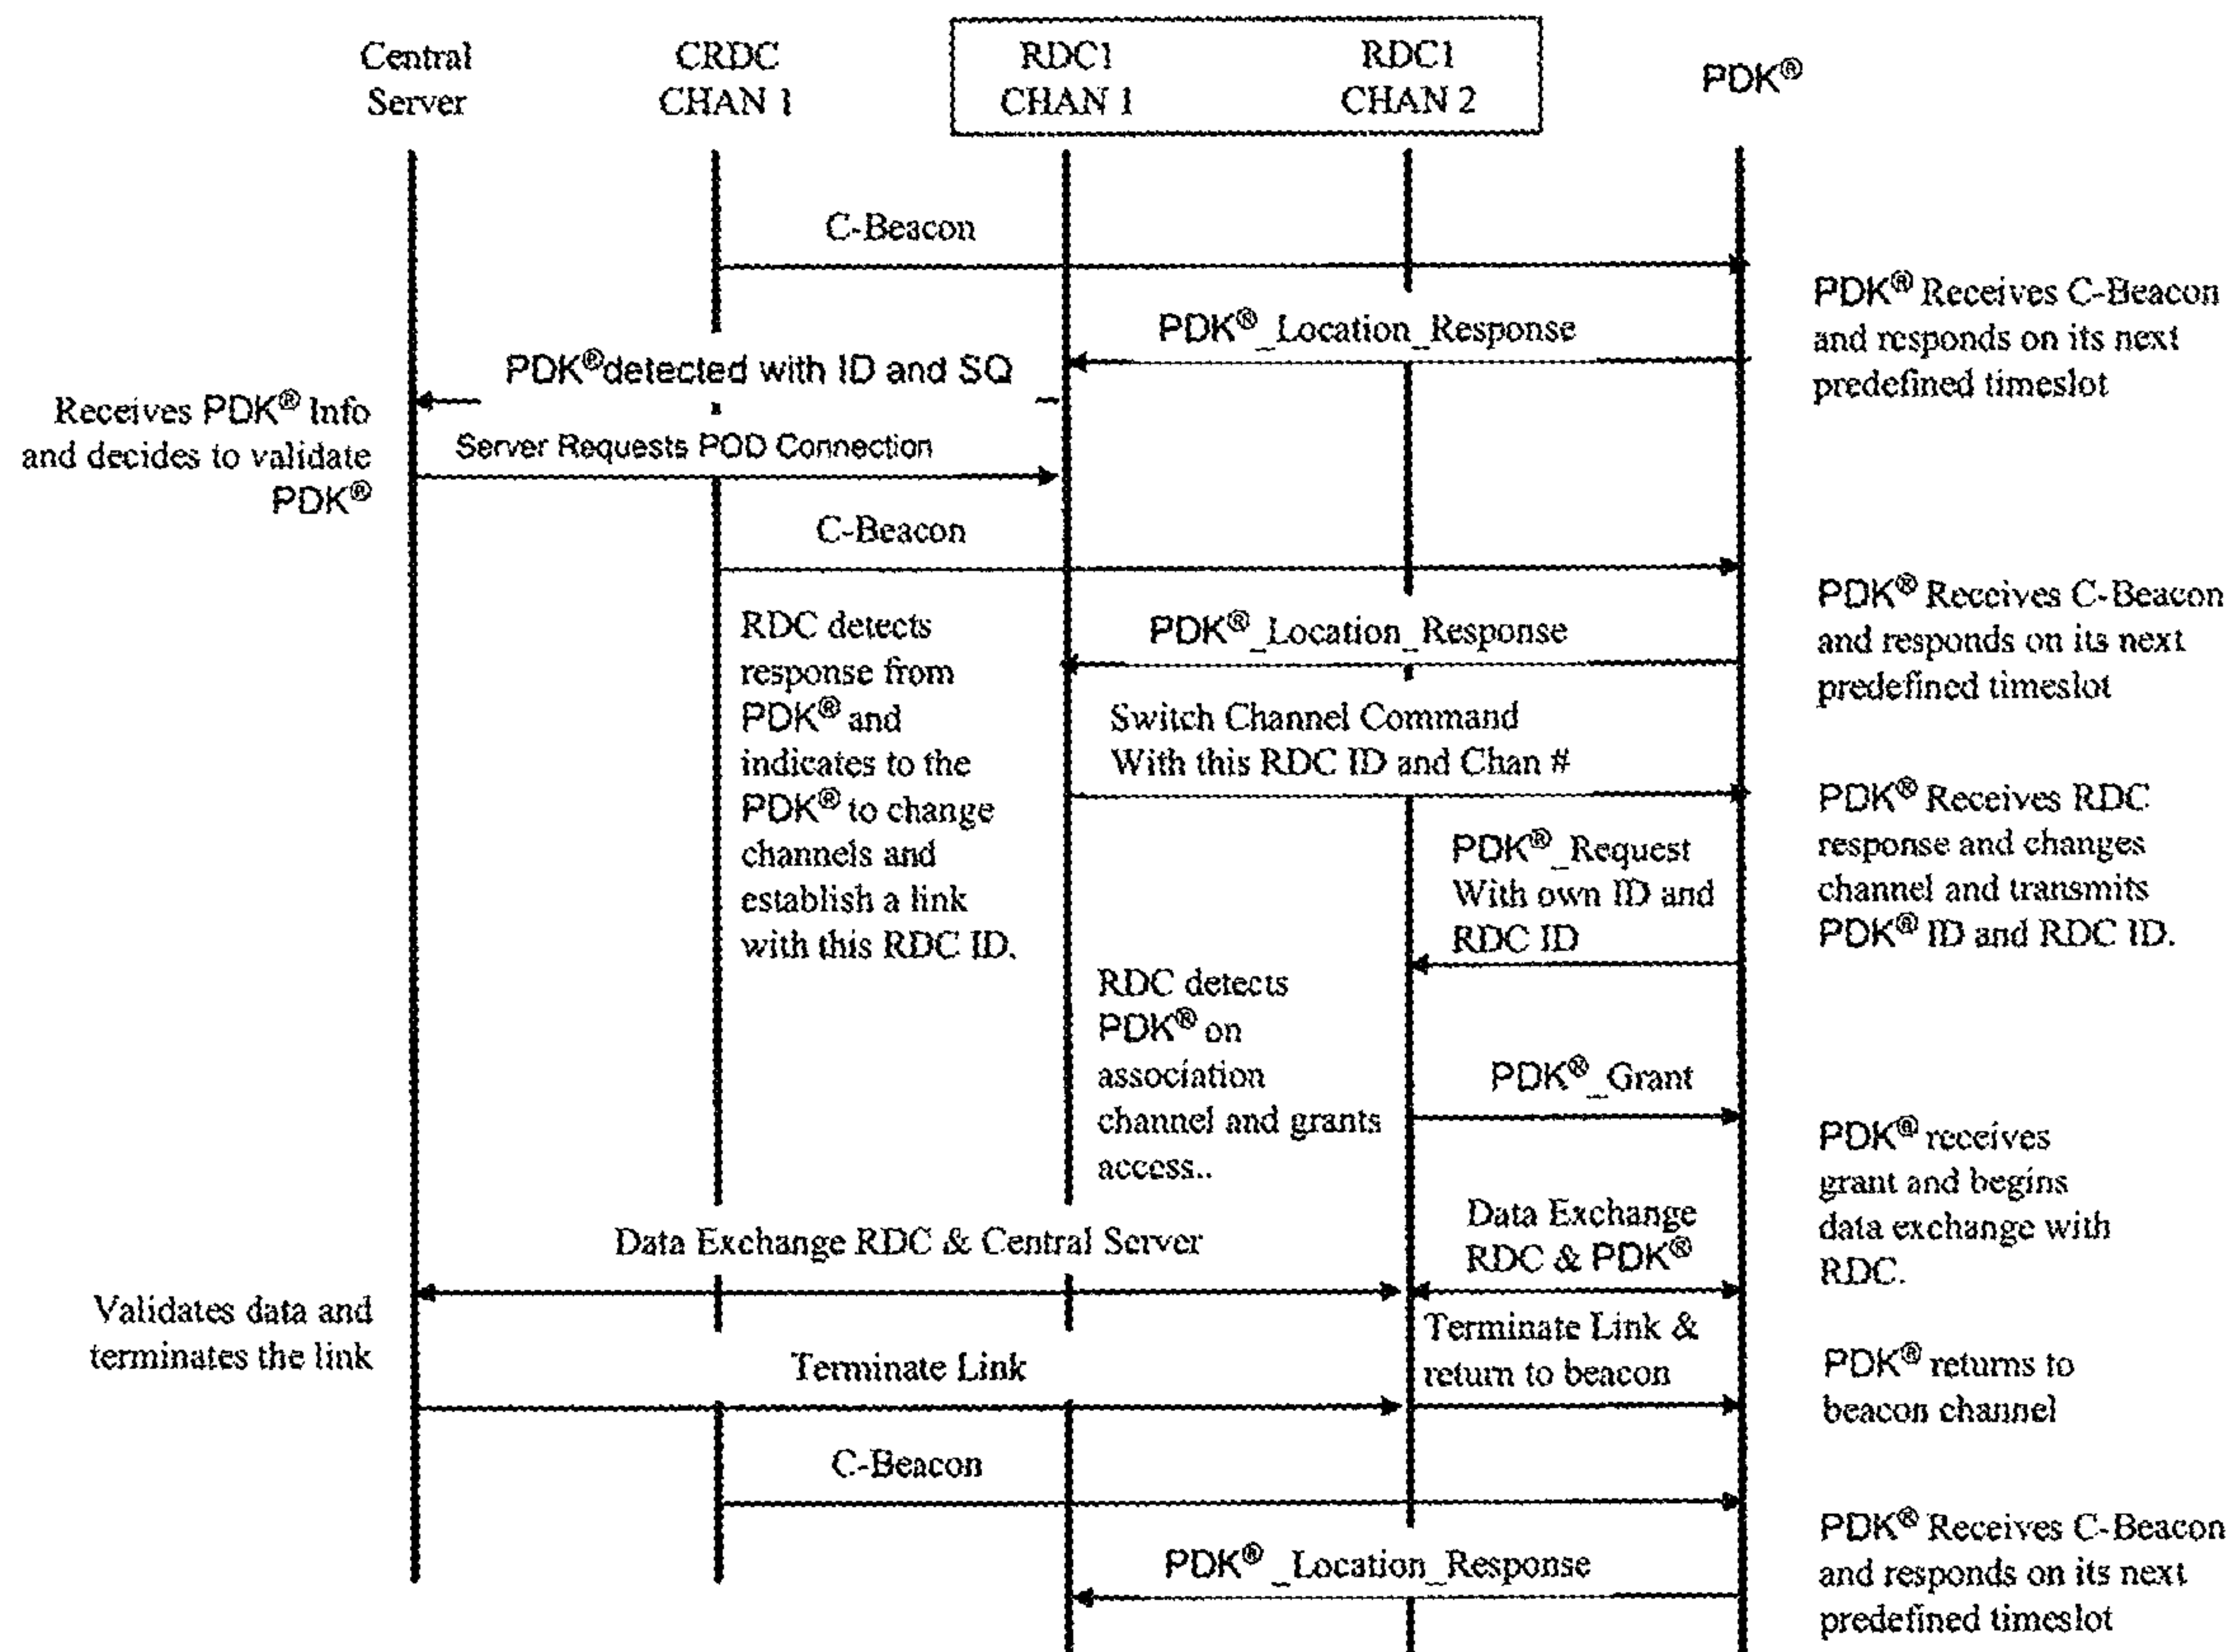 Central
Server
CRDC
CHAN 1
RDC1
CHAN 1
RDC1
CHAN 2
PDK®
C-Beacon
PDK® Receives C-Beacon
and responds on its next
predefined timeslot
PDK®_Location_Response
PDK®detected with ID and SQ
Receives PDK® Info
and decides to validate
PDK®
Server Requests POD Connection
C-Beacon
PDK® Receives C-Beacon
and responds on its next
predefined timeslot
RDC detects
response from
PDK® and
indicates to the
PDK® to change
channels and
establish a link
with this RDC ID.
PDK®_Location_Response
Switch Channel Command
With this RDC ID and Chan #
PDK® Receives RDC
response and changes
channel and transmits
PDK® ID and RDC ID.
PDK®_Request
With own ID and
RDC ID
RDC detects
PDK® on
association
channel and grants
access..
PDK®_Grant
PDK® receives
grant and begins
data exchange with
RDC.
Data Exchange RDC & Central Server
Data Exchange
RDC & PDK®
Validates data and
terminates the link
Terminate Link
Terminate Link &
return to beacon
PDK® returns to
beacon channel
C-Beacon
PDK® Receives C-Beacon
and responds on its next
predefined timeslot
PDK® _Location_Response